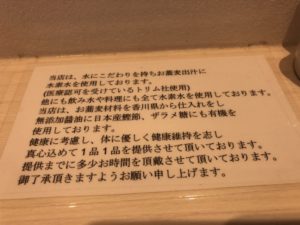 当店は、水にこだわりを持ちお蕎麦出汁に
水素水を使用しております。
(医療認可を受けているトリム社使用)
他にも飲み水や料理にも全て水素水を使用しております。
当店は、お蕎麦材料を香川県から仕入れをし
無添加醤油に日本産鰹節、ザラメ糖にも有機を
使用しております。
健康に考慮し、体に優しく健康維持を志し
真心込めて1品1品を提供させて頂いております。
提供までに多少お時間を頂戴させて頂いております。
御了承頂きますようお願い申し上げます。